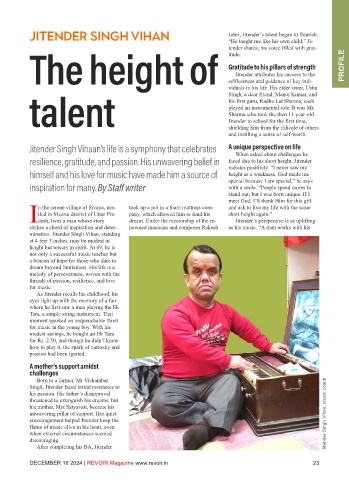 JITENDER SINGH VIHAN
The height of
talent
Jitender Singh Vihaan's life is a symphony that celebrates
resilience, gratitude, and passion. His unwavering belief in
himself and his love for music have made him a source of
inspiration for many. By Staff writer
In the serene village of Sivaya, nes-
tled in Meerut district of Uttar Pra-
desh, lives a man whose story
strikes a chord of inspiration and deter-
mination. Jitender Singh Vihan, standing
at 4 feet 3 inches, may be modest in
height but towers in spirit. At 49, he is
not only a successful music teacher but
a beacon of hope for those who dare to
dream beyond limitations. His life is a
melody of perseverance, woven with the
threads of passion, resilience, and love
for music.
As Jitender recalls his childhood, his
eyes light up with the memory of a fair
where he first saw a man playing the Ek
Tara, a simple string instrument. That
moment sparked an unquenchable thirst
for music in the young boy. With his
modest savings, he bought an Ek Tara
for Rs. 2.50, and though he didn't know
how to play it, the spark of curiosity and
passion had been ignited.
A mother's support amidst
challenges
Born to a farmer, Mr Vishambar
Singh, Jitender faced initial resistance to
his passion. His father's disapproval
threatened to extinguish his dreams, but
his mother, Mrs Satyavati, became his
unwavering pillar of support. Her quiet
encouragement helped Jitender keep the
flame of music alive in his heart, even
when external circumstances seemed
discouraging.
After completing his BA, Jitender
took up a job in a foam mattress com-
pany, which allowed him to fund his
dream. Under the mentorship of the re-
nowned musician and composer Rakesh
Johri, Jitender's talent began to flourish.
"He taught me like his own child," Ji-
tender shares, his voice filled with grat-
itude.
Gratitude to his pillars of strength
Jitender attributes his success to the
selflessness and guidance of key indi-
viduals in his life. His elder sister, Usha
Singh, a dear friend, Manoj Kumar, and
his first guru, Radhe Lal Sharma, each
played an instrumental role. It was Mr.
Sharma who took the then 11-year-old
Jitender to school for the first time,
shielding him from the ridicule of others
and instilling a sense of self-worth.
A unique perspective on life
When asked about challenges he
faced due to his short height, Jitender
radiates positivity. "I never saw my
height as a weakness. God made me
special because I am special," he says
with a smile. "People spend crores to
stand out, but I was born unique. If I
meet God, I'll thank Him for this gift
and ask to live my life with the same
short height again."
Jitender's perspective is as uplifting
as his music. "A man works with his
PROFILE
Jitender Singh Vihan, music coach
DECEMBER 16 2024 | REVOIR Magazine www.revoir.in
23